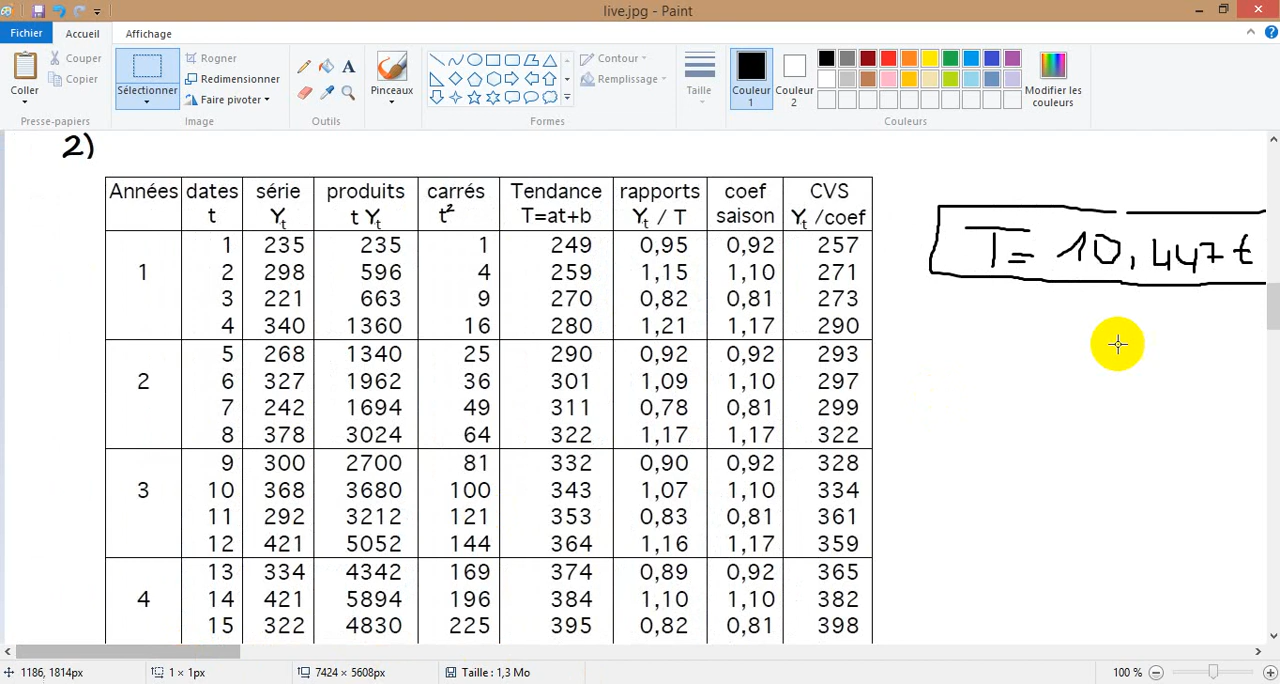 live.jpg - Paint
Fichier Accueil Affichage
Coller
Couper
Copier
Presse-papiers
Sélectionner
Rogner
Redimensionner
Faire pivoter
Image
A
Outils
Pinceaux
Contour
Remplissage
Formes
Taille
Couleur 1
Couleur 2
Modifier les couleurs
Couleurs
2)
Années dates série produits carrés Tendance rapports coef CVS
t Yt t Yt t² T=at+b Yt / T saison Yt /coef
1 235 235 1 249 0,95 0,92 257
1 2 298 596 4 259 1,15 1,10 271
3 221 663 9 270 0,82 0,81 273
4 340 1360 16 280 1,21 1,17 290
5 268 1340 25 290 0,92 0,92 293
2 6 327 1962 36 301 1,09 1,10 297
7 242 1694 49 311 0,78 0,81 299
8 378 3024 64 322 1,17 1,17 322
9 300 2700 81 332 0,90 0,92 328
3 10 368 3680 100 343 1,07 1,10 334
11 292 3212 121 353 0,83 0,81 361
12 421 5052 144 364 1,16 1,17 359
13 334 4342 169 374 0,89 0,92 365
4 14 421 5894 196 384 1,10 1,10 382
15 322 4830 225 395 0,82 0,81 398
T = 10,447 t
1186, 1814px 1 × 1px 7424 × 5608px Taille : 1,3 Mo 100 %